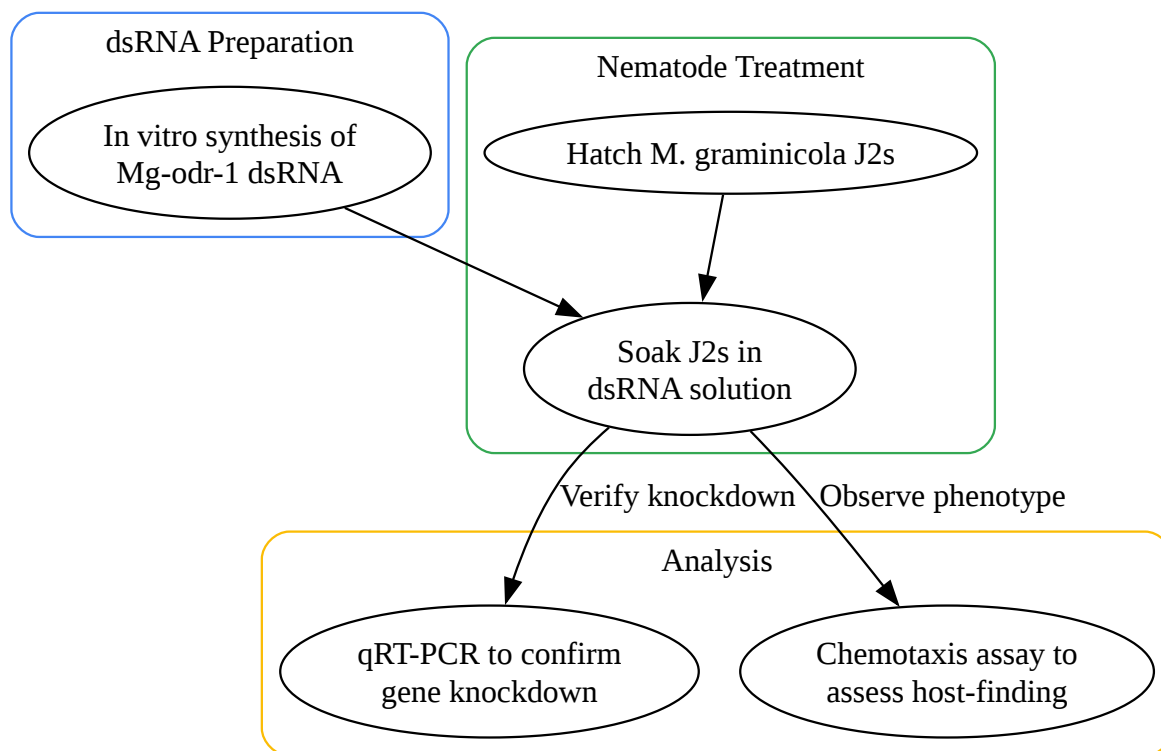 dsRNA Preparation
In vitro synthesis of
Mg-odr-1 dsRNA
Nematode Treatment
Hatch M. graminicola J2s
Soak J2s in
dsRNA solution
Verify knockdown
Observe phenotype
Analysis
qRT-PCR to confirm
gene knockdown
Chemotaxis assay to
assess host-finding